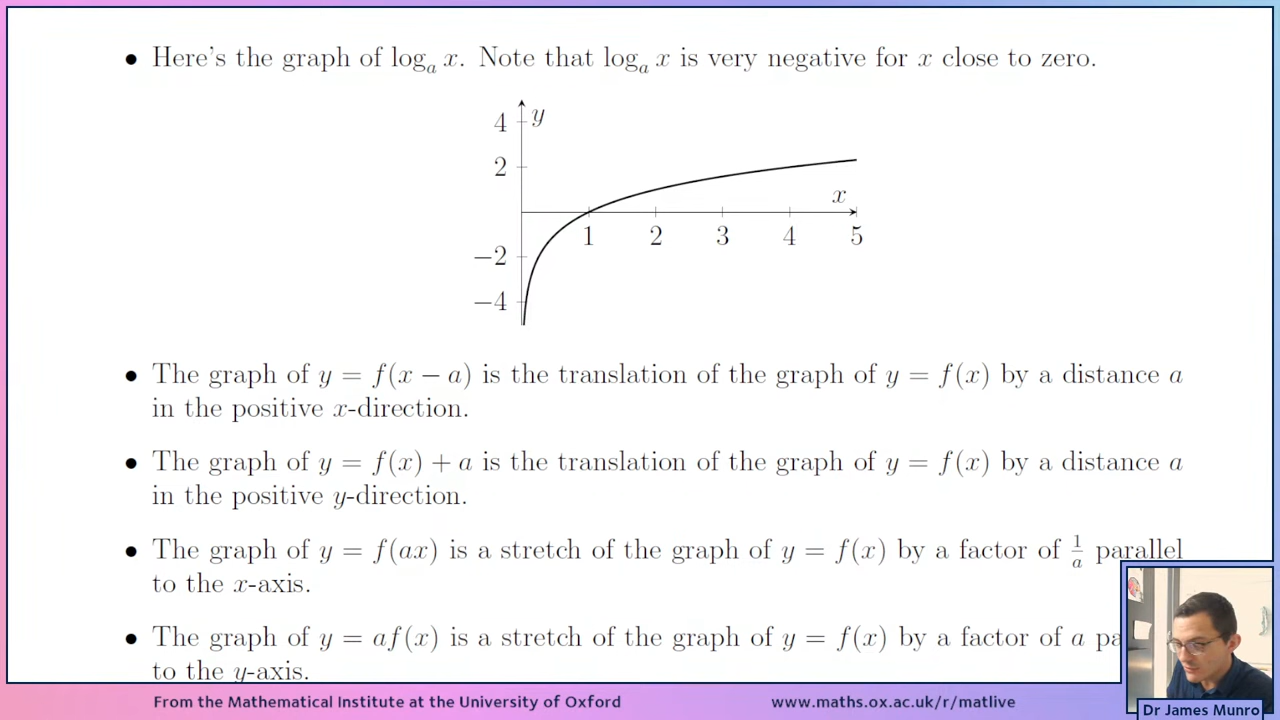 • Here's the graph of logₐ x. Note that logₐ x is very negative for x close to zero.
4
y
2
x
1 2 3 4 5
−2
−4
• The graph of y = f(x − a) is the translation of the graph of y = f(x) by a distance a
in the positive x-direction.
• The graph of y = f(x) + a is the translation of the graph of y = f(x) by a distance a
in the positive y-direction.
• The graph of y = f(ax) is a stretch of the graph of y = f(x) by a factor of 1/a parallel
to the x-axis.
• The graph of y = af(x) is a stretch of the graph of y = f(x) by a factor of a pa
to the y-axis.
From the Mathematical Institute at the University of Oxford www.maths.ox.ac.uk/r/matlive
Dr James Munro